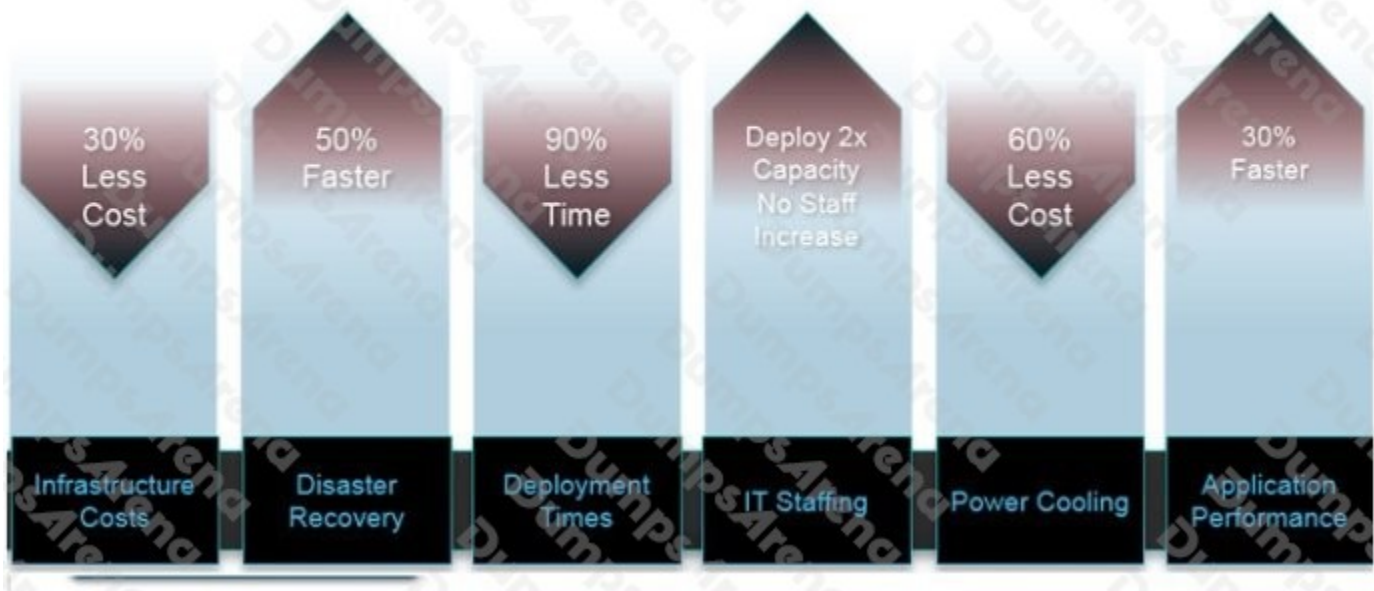 30%
Less
Cost
50%
Faster
90%
Less
Time
Deploy 2x
Capacity
No Staff
Increase
60%
Less
Cost
30%
Faster
Infrastructure
Costs
Disaster
Recovery
Deployment
Times
IT Staffing
Power Cooling
Application
Performance
DumpsArena